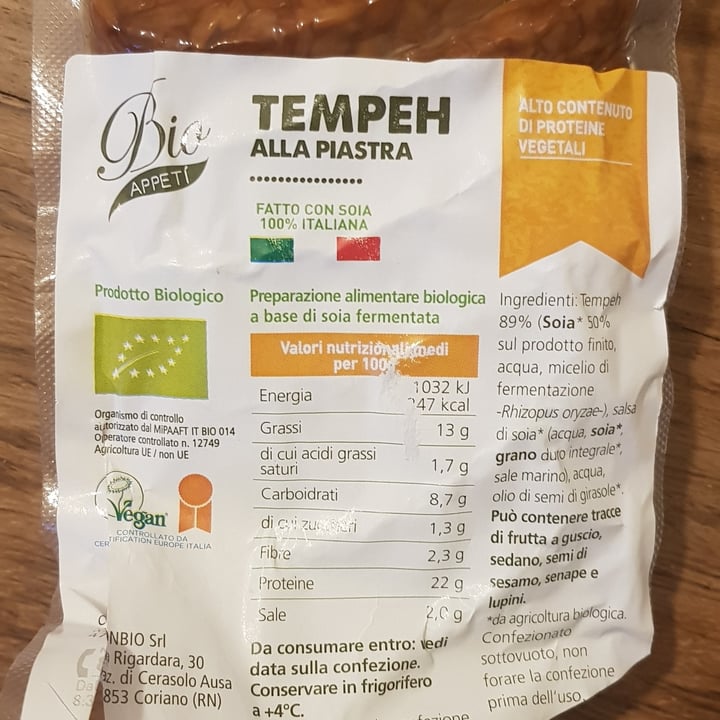 Bio
APPETÌ
TEMPEH
ALLA PIASTRA
FATTO CON SOIA
100% ITALIANA
ALTO CONTENUTO
DI PROTEINE
VEGETALI
Prodotto Biologico
Organismo di controllo
autorizzato dal MiPAAFT IT BIO 014
Operatore controllato n. 12749
Agricoltura UE / non UE
Vegan
CONTROLLATO DA
CERTIFICATION EUROPE ITALIA
NBIO Srl
Rigardara, 30
az. di Cerasolo Ausa
853 Coriano (RN)
Preparazione alimentare biologica
a base di soia fermentata
Valori nutrizionali medi
per 100
Energia 1032 kJ
247 kcal
Grassi 13 g
di cui acidi grassi
saturi 1,7 g
Carboidrati 8,7 g
di cui zuccheri 1,3 g
Fibre 2,3 g
Proteine 22 g
Sale 2,0 g
Da consumare entro: vedi
data sulla confezione.
Conservare in frigorifero
a +4°C.
Ingredienti: Tempeh
89% (Soia* 50%
sul prodotto finito,
acqua, micelio di
fermentazione
-Rhizopus oryzae-), salsa
di soia* (acqua, soia*,
grano duro integrale*,
sale marino), acqua,
olio di semi di girasole*.
Può contenere tracce
di frutta a guscio,
sedano, semi di
sesamo, senape e
lupini.
*da agricoltura biologica.
Confezionato
sottovuoto, non
forare la confezione
prima dell'uso.